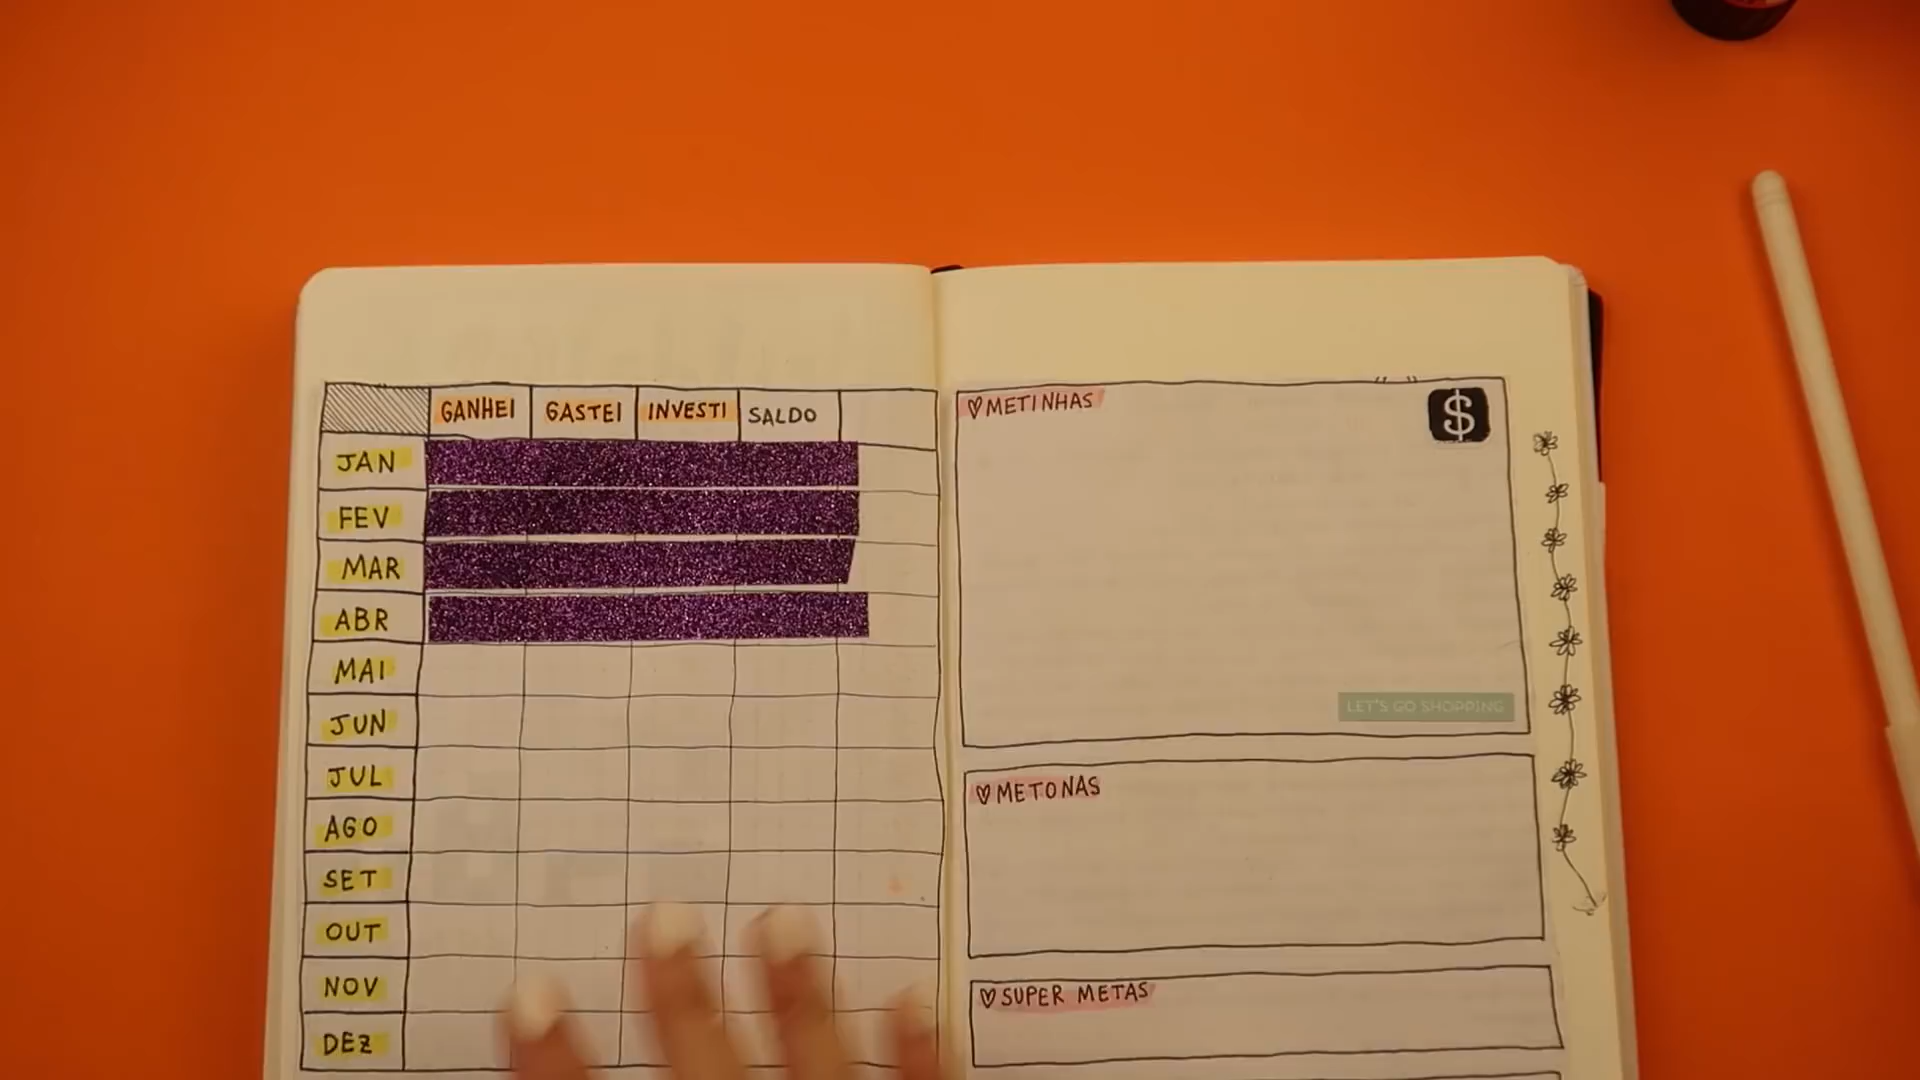 GANHEI GASTEI INVESTI SALDO
JAN
FEV
MAR
ABR
MAI
JUN
JUL
AGO
SET
OUT
NOV
DEZ
METINHAS
$
LET'S GO SHOPPING
METONAS
SUPER METAS